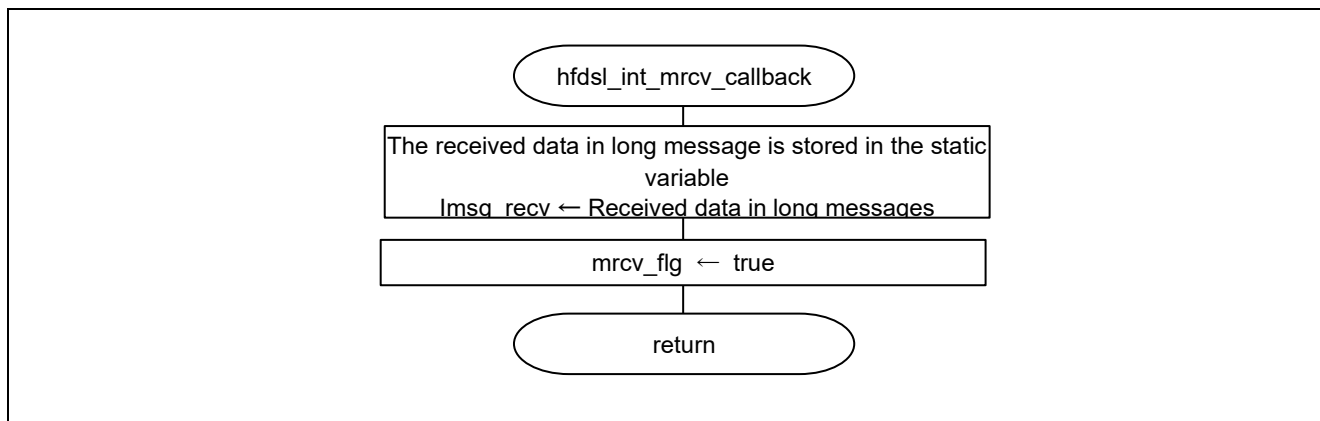 hfdsl_int_mrcv_callback
The received data in long message is stored in the static
variable
lmsg_recv ← Received data in long messages
mrcv_flg ← true
return